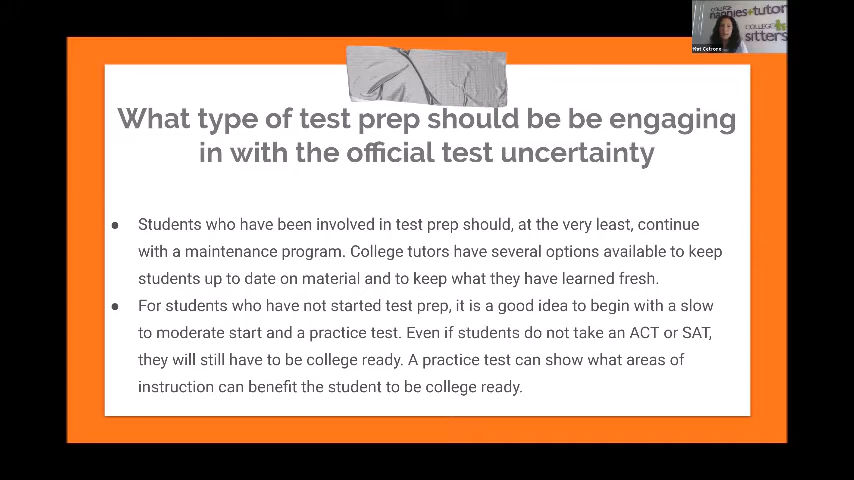 COLLEGE
nannies+tutor
COLLEGE
sitters
What type of test prep should be be engaging
in with the official test uncertainty
● Students who have been involved in test prep should, at the very least, continue
with a maintenance program. College tutors have several options available to keep
students up to date on material and to keep what they have learned fresh.
● For students who have not started test prep, it is a good idea to begin with a slow
to moderate start and a practice test. Even if students do not take an ACT or SAT,
they will still have to be college ready. A practice test can show what areas of
instruction can benefit the student to be college ready.